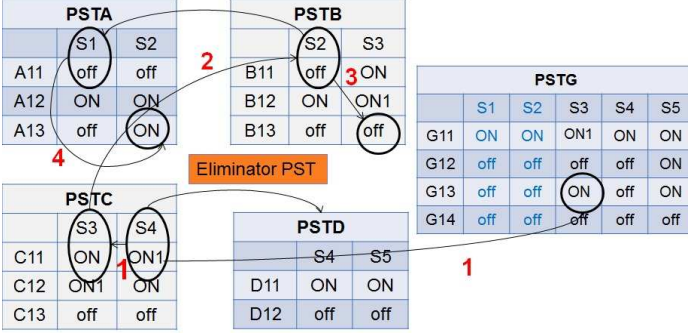 PSTA
S1 S2
A11 off off
A12 ON ON
A13 off ON
4
2
PSTB
S2 S3
B11 off ON
3
B12 ON ON1
B13 off off
PSTG
S1 S2 S3 S4 S5
G11 ON ON ON1 ON ON
G12 off off off off ON
G13 off off ON off ON
G14 off off off off off
Eliminator PST
PSTC
S3 S4
C11 ON ON1
1
C12 ON1 ON
C13 off off
PSTD
S4 S5
D11 ON ON
D12 off off
1